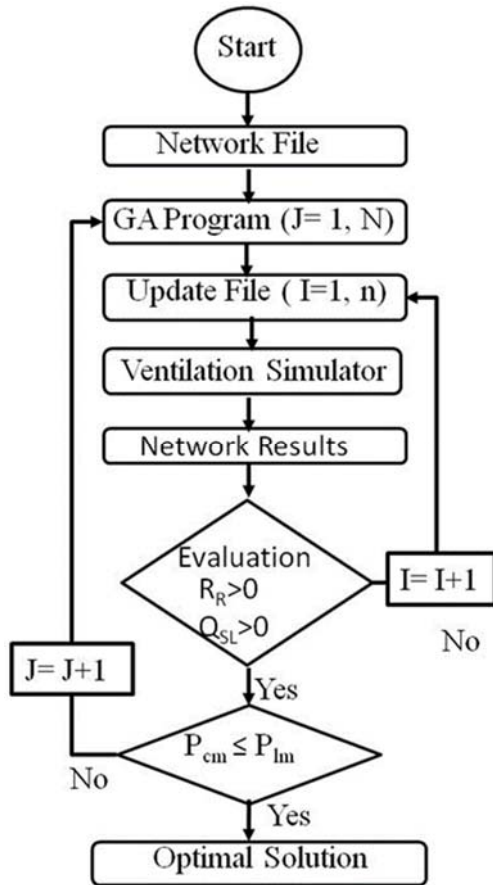 Start
Network File
GA Program (J= 1, N)
Update File ( I=1, n)
Ventilation Simulator
Network Results
Evaluation
R_R>0
Q_SL>0
I= I+1
No
J= J+1
Yes
P_cm ≤ P_lm
No
Yes
Optimal Solution